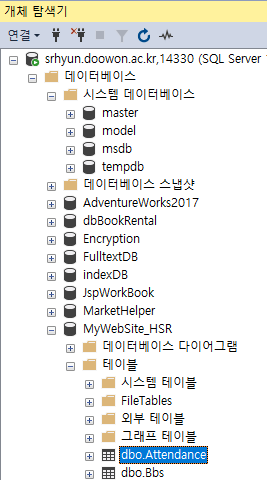 개체 탐색기
연결
srhyun.doowon.ac.kr,14330 (SQL Server
데이터베이스
시스템 데이터베이스
master
model
msdb
tempdb
데이터베이스 스냅샷
AdventureWorks2017
dbBookRental
Encryption
FulltextDB
indexDB
JspWorkBook
MarketHelper
MyWebSite_HSR
데이터베이스 다이어그램
테이블
시스템 테이블
FileTables
외부 테이블
그래프 테이블
dbo.Attendance
dbo.Bbs